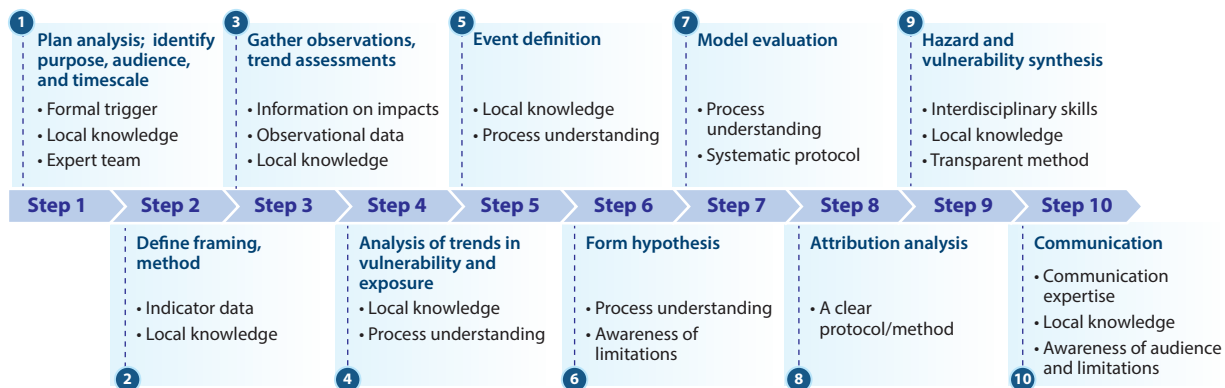 1
Plan analysis; identify
purpose, audience,
and timescale
• Formal trigger
• Local knowledge
• Expert team
3
Gather observations,
trend assessments
• Information on impacts
• Observational data
• Local knowledge
5
Event definition
• Local knowledge
• Process understanding
7
Model evaluation
• Process
understanding
• Systematic protocol
9
Hazard and
vulnerability synthesis
• Interdisciplinary skills
• Local knowledge
• Transparent method
Step 1
Step 2
Step 3
Step 4
Step 5
Step 6
Step 7
Step 8
Step 9
Step 10
Define framing,
method
• Indicator data
• Local knowledge
2
Analysis of trends in
vulnerability and
exposure
• Local knowledge
• Process understanding
4
Form hypothesis
• Process understanding
• Awareness of
limitations
6
Attribution analysis
• A clear
protocol/method
8
Communication
• Communication
expertise
• Local knowledge
• Awareness of audience
and limitations
10